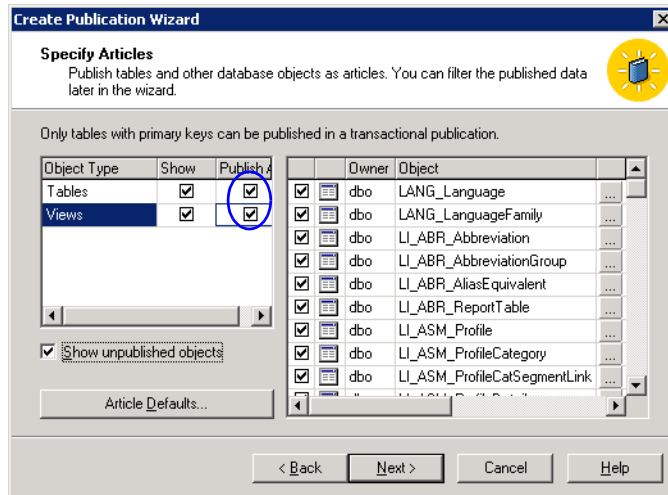 Create Publication Wizard
Specify Articles
Publish tables and other database objects as articles. You can filter the published data
later in the wizard.
Only tables with primary keys can be published in a transactional publication.
Object Type Show Publish A
Tables
Views
Show unpublished objects
Article Defaults...
Owner Object
dbo LANG_Language ...
dbo LANG_LanguageFamily ...
dbo LI_ABR_Abbreviation ...
dbo LI_ABR_AbbreviationGroup ...
dbo LI_ABR_AliasEquivalent ...
dbo LI_ABR_ReportTable ...
dbo LI_ASM_Profile ...
dbo LI_ASM_ProfileCategory ...
dbo LI_ASM_ProfileCatSegmentLink ...
< Back Next > Cancel Help